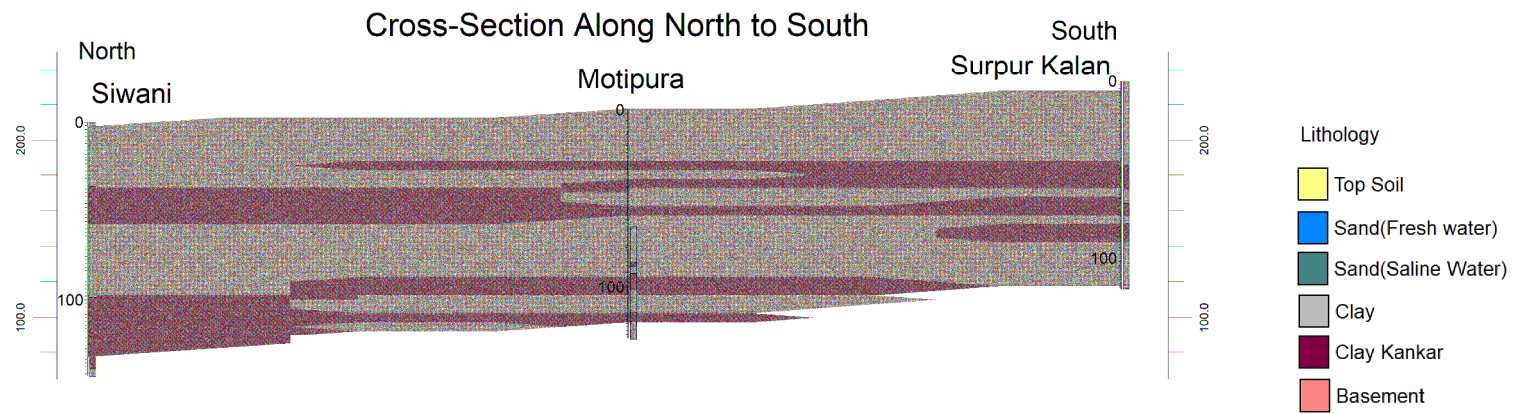 Cross-Section Along North to South
North
South
Siwani
Motipura
Surpur Kalan
0
0
0
200.0
200.0
100
100
100
100.0
100.0
Lithology
Top Soil
Sand(Fresh water)
Sand(Saline Water)
Clay
Clay Kankar
Basement